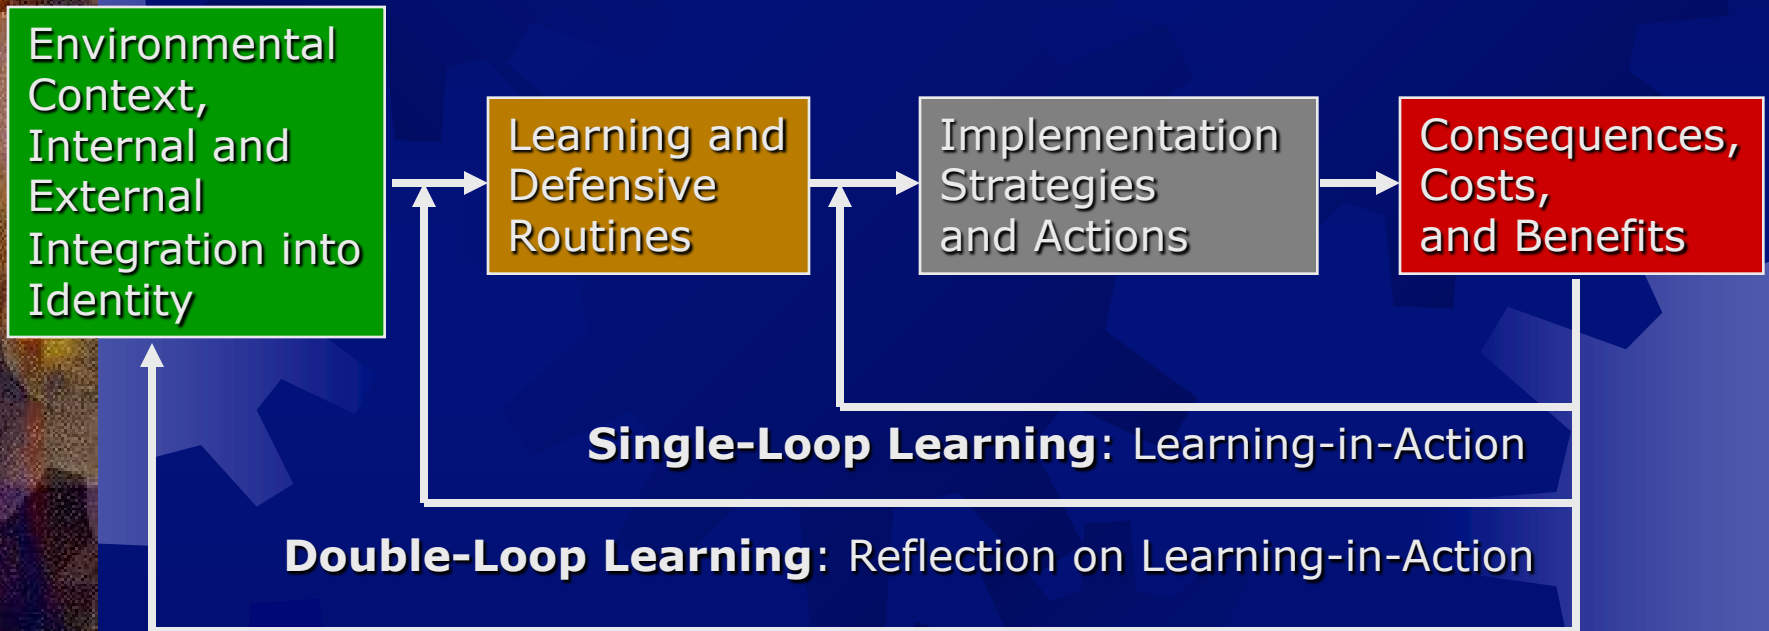 Environmental
Context,
Internal and
External
Integration into
Identity
Learning and
Defensive
Routines
Implementation
Strategies
and Actions
Consequences,
Costs,
and Benefits
Single-Loop Learning: Learning-in-Action
Double-Loop Learning: Reflection on Learning-in-Action